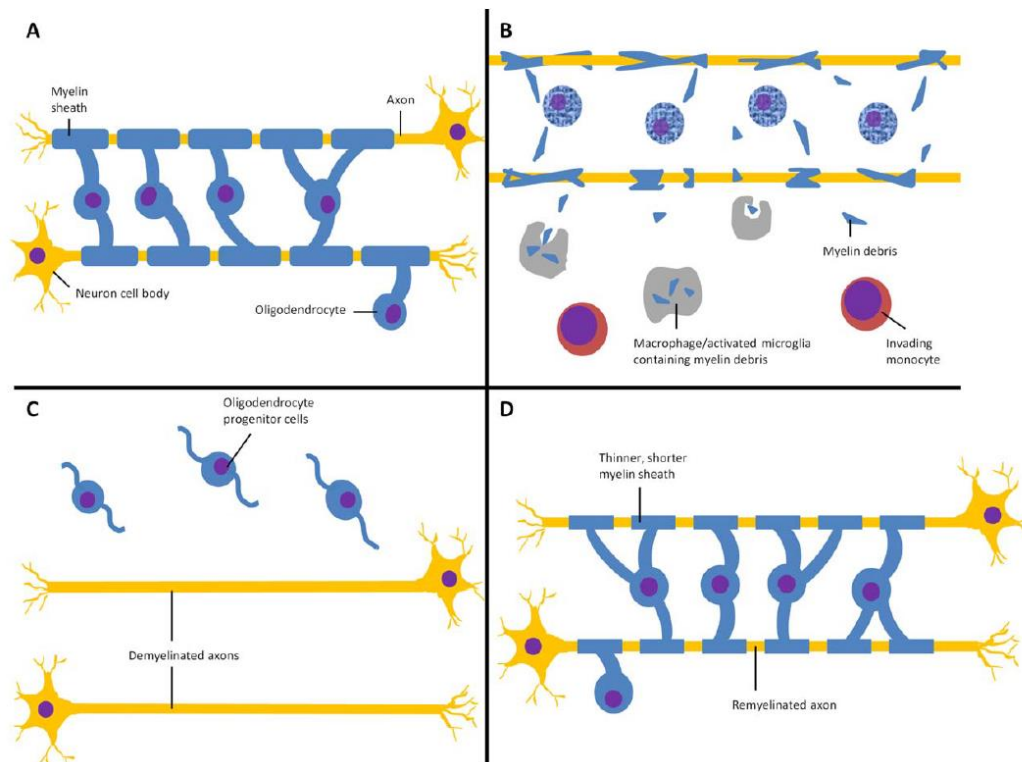 A
Myelin
sheath
Axon
Neuron cell body
Oligodendrocyte
B
Myelin debris
Macrophage/activated microglia
containing myelin debris
Invading
monocyte
C
Oligodendrocyte
progenitor cells
Demyelinated axons
D
Thinner, shorter
myelin sheath
Remyelinated axon